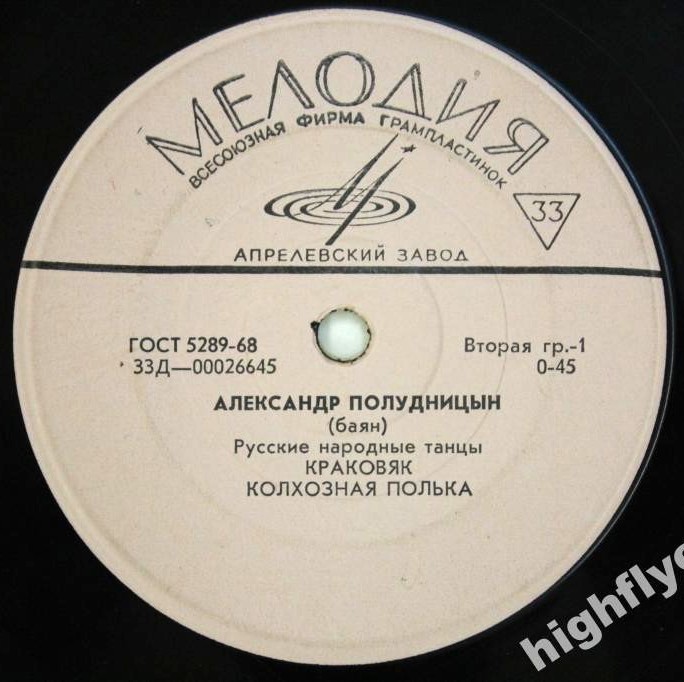 МЕЛОДИЯ
ВСЕСОЮЗНАЯ ФИРМА ГРАМПЛАСТИНОК
33
АПРЕЛЕВСКИЙ ЗАВОД
ГОСТ 5289-68 Вторая гр.-1
33Д—00026645 0-45
АЛЕКСАНДР ПОЛУДНИЦЫН
(баян)
Русские народные танцы
КРАКОВЯК
КОЛХОЗНАЯ ПОЛЬКА